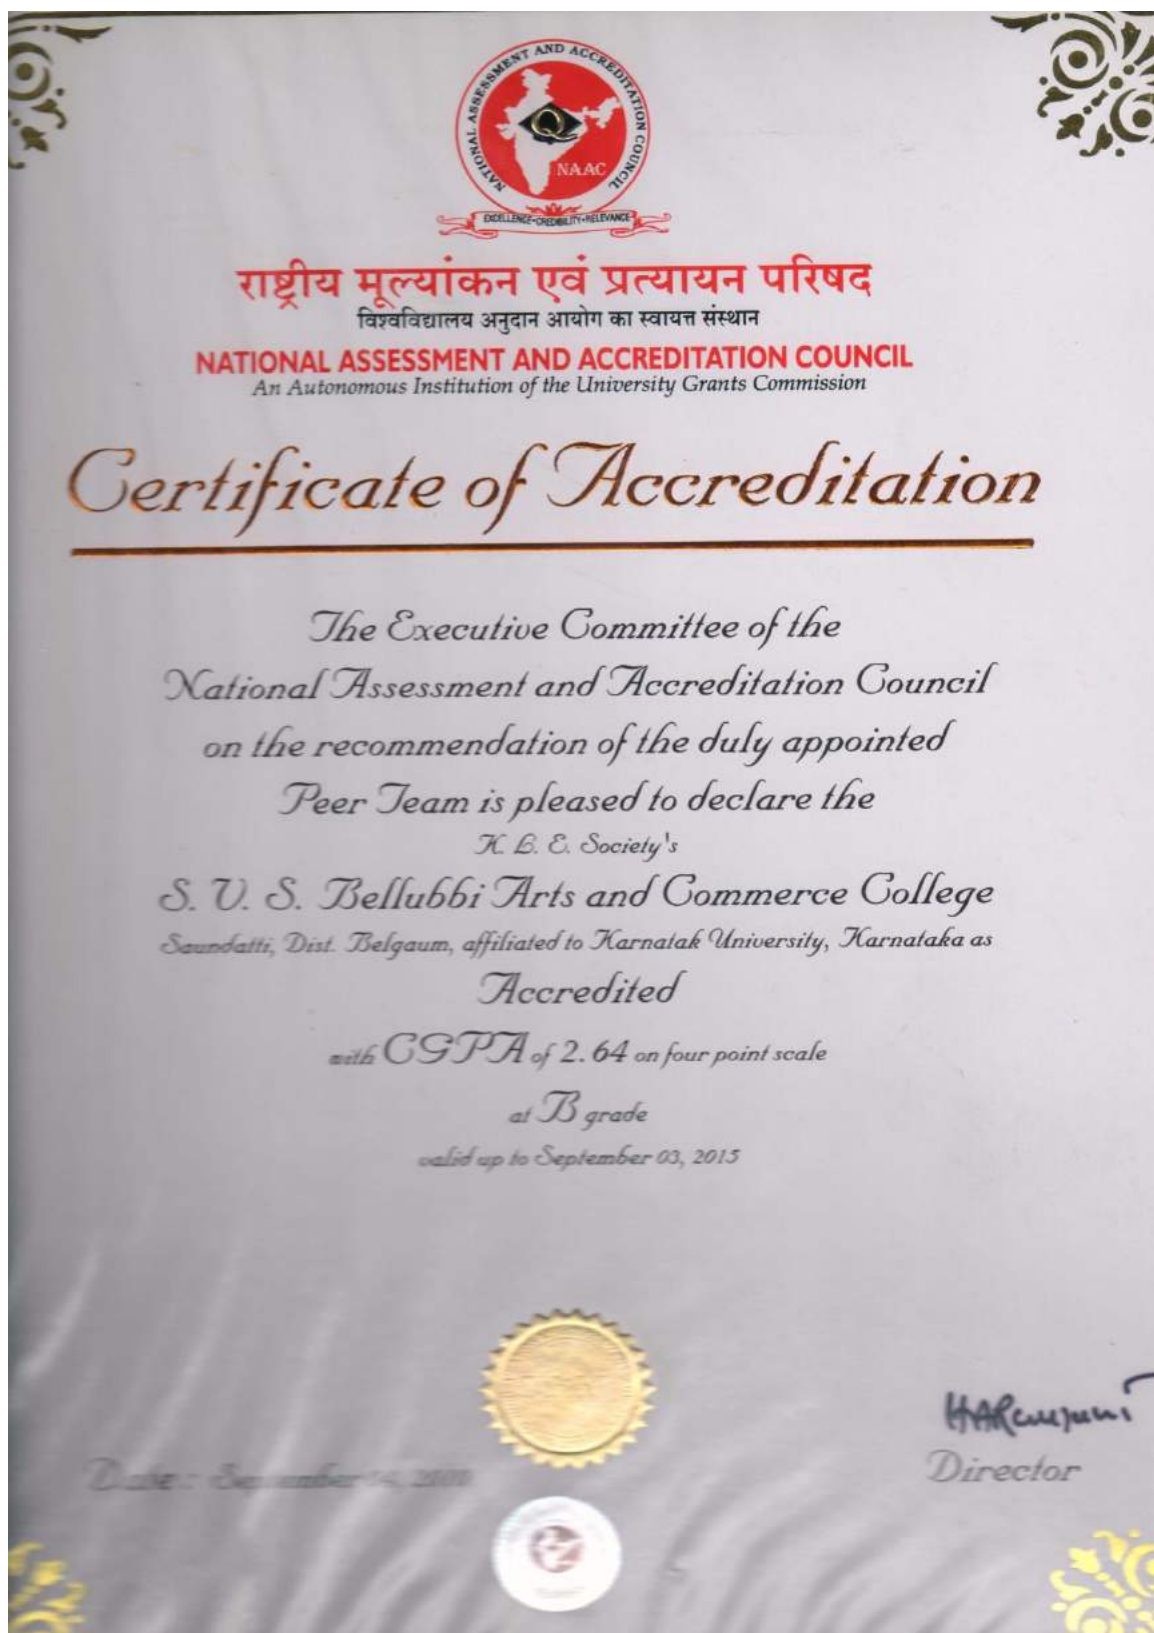 NATIONAL ASSESSMENT AND ACCREDITATION COUNCIL
Q
NAAC
EXCELLENCE-CREDIBILITY-RELEVANCE
राष्ट्रीय मूल्यांकन एवं प्रत्यायन परिषद
विश्वविद्यालय अनुदान आयोग का स्वायत्त संस्थान
NATIONAL ASSESSMENT AND ACCREDITATION COUNCIL
An Autonomous Institution of the University Grants Commission
Certificate of Accreditation
The Executive Committee of the
National Assessment and Accreditation Council
on the recommendation of the duly appointed
Peer Team is pleased to declare the
K. L. E. Society's
S. V. S. Bellubbi Arts and Commerce College
Saundatti, Dist. Belgaum, affiliated to Karnatak University, Karnataka as
Accredited
with CGPA of 2.64 on four point scale
at B grade
valid up to September 03, 2015
Date : September
Director